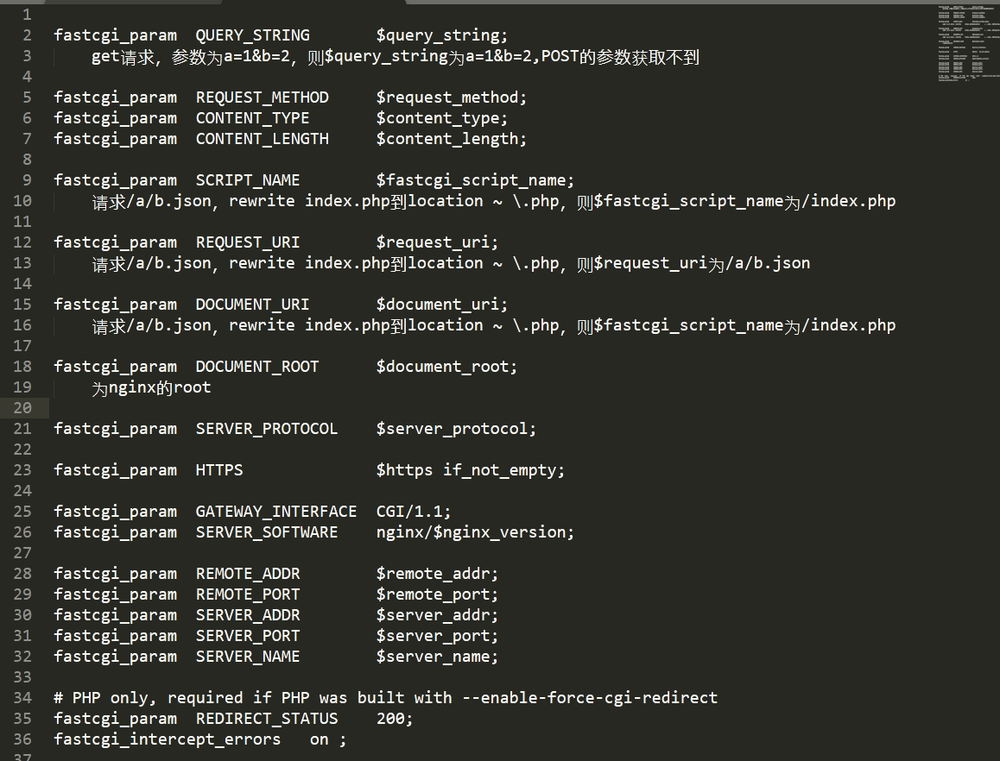 1
2 fastcgi_param  QUERY_STRING       $query_string;
3     get请求，参数为a=1&b=2，则$query_string为a=1&b=2,POST的参数获取不到
4
5 fastcgi_param  REQUEST_METHOD     $request_method;
6 fastcgi_param  CONTENT_TYPE       $content_type;
7 fastcgi_param  CONTENT_LENGTH     $content_length;
8
9 fastcgi_param  SCRIPT_NAME        $fastcgi_script_name;
10     请求/a/b.json，rewrite index.php到location ~ \.php，则$fastcgi_script_name为/index.php
11
12 fastcgi_param  REQUEST_URI        $request_uri;
13     请求/a/b.json，rewrite index.php到location ~ \.php，则$request_uri为/a/b.json
14
15 fastcgi_param  DOCUMENT_URI       $document_uri;
16     请求/a/b.json，rewrite index.php到location ~ \.php，则$fastcgi_script_name为/index.php
17
18 fastcgi_param  DOCUMENT_ROOT      $document_root;
19     为nginx的root
20
21 fastcgi_param  SERVER_PROTOCOL    $server_protocol;
22
23 fastcgi_param  HTTPS              $https if_not_empty;
24
25 fastcgi_param  GATEWAY_INTERFACE  CGI/1.1;
26 fastcgi_param  SERVER_SOFTWARE    nginx/$nginx_version;
27
28 fastcgi_param  REMOTE_ADDR        $remote_addr;
29 fastcgi_param  REMOTE_PORT        $remote_port;
30 fastcgi_param  SERVER_ADDR        $server_addr;
31 fastcgi_param  SERVER_PORT        $server_port;
32 fastcgi_param  SERVER_NAME        $server_name;
33
34 # PHP only, required if PHP was built with --enable-force-cgi-redirect
35 fastcgi_param  REDIRECT_STATUS    200;
36 fastcgi_intercept_errors   on ;
37